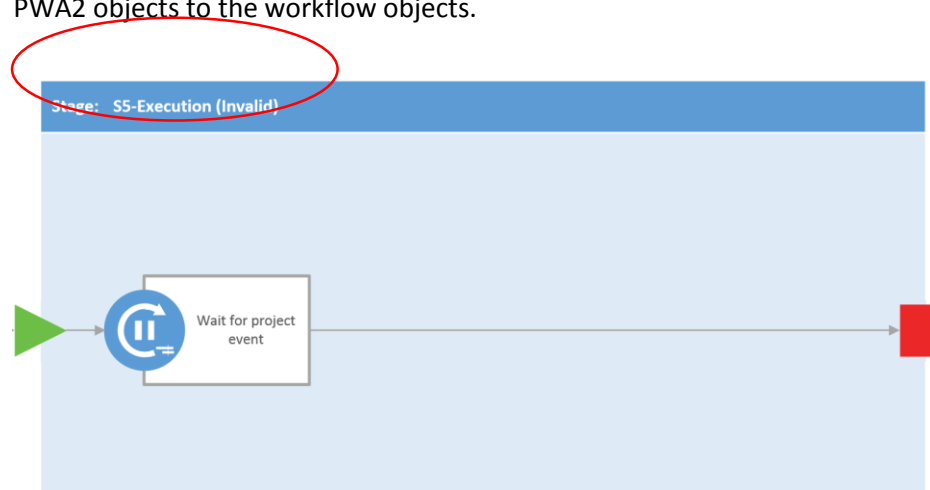 PWA2 objects to the workflow objects.
Stage: S5-Execution (Invalid)
Wait for project
event